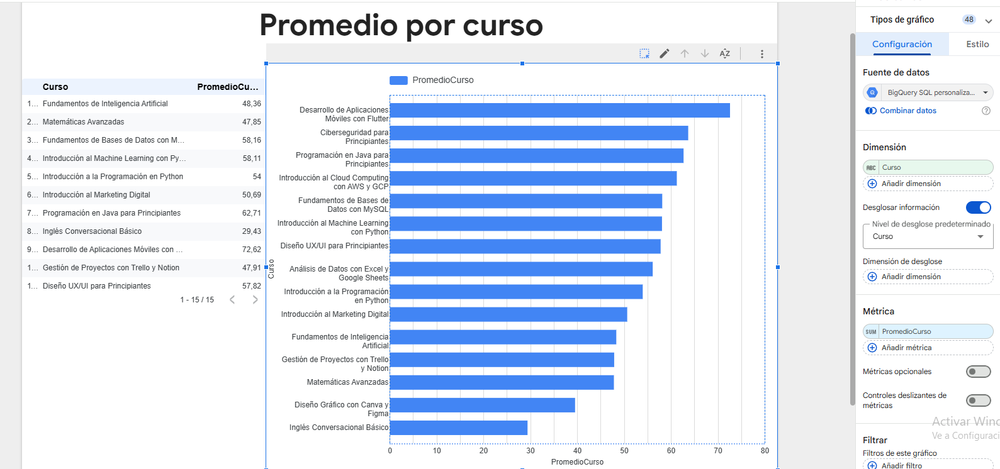 Promedio por curso
Curso PromedioCu...
1... Fundamentos de Inteligencia Artificial 48,36
2... Matemáticas Avanzadas 47,85
3... Fundamentos de Bases de Datos con M... 58,16
4... Introducción al Machine Learning con Py... 58,11
5... Introducción a la Programación en Python 54
6... Introducción al Marketing Digital 50,69
7... Programación en Java para Principiantes 62,71
8... Inglés Conversacional Básico 29,43
9... Desarrollo de Aplicaciones Móviles con ... 72,62
1... Gestión de Proyectos con Trello y Notion 47,91
1... Diseño UX/UI para Principiantes 57,82
1 - 15 / 15
PromedioCurso
Curso
Desarrollo de Aplicaciones
Móviles con Flutter
Ciberseguridad para
Principiantes
Programación en Java para
Principiantes
Introducción al Cloud Computing
con AWS y GCP
Fundamentos de Bases de
Datos con MySQL
Introducción al Machine Learning
con Python
Diseño UX/UI para Principiantes
Análisis de Datos con Excel y
Google Sheets
Introducción a la Programación
en Python
Introducción al Marketing Digital
Fundamentos de Inteligencia
Artificial
Gestión de Proyectos con Trello
y Notion
Matemáticas Avanzadas
Diseño Gráfico con Canva y
Figma
Inglés Conversacional Básico
0 10 20 30 40 50 60 70 80
PromedioCurso
Tipos de gráfico 48
Configuración Estilo
Fuente de datos
BigQuery SQL personaliza...
Combinar datos
Dimensión
ABC Curso
Añadir dimensión
Desglosar información
Nivel de desglose predeterminado
Curso
Dimensión de desglose
Añadir dimensión
Métrica
SUM PromedioCurso
Añadir métrica
Métricas opcionales
Controles deslizantes de
métricas
Activar Winc
Ve a Configuraci
Filtrar
Filtros de este gráfico
Añadir filtro